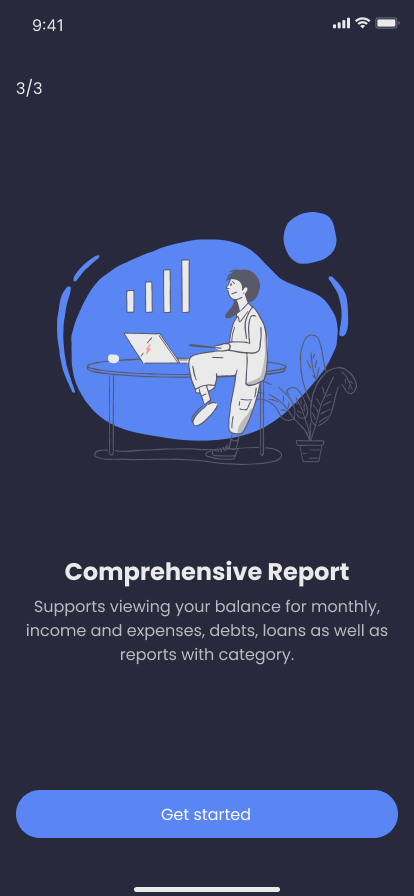 9:41
3/3
Comprehensive Report
Supports viewing your balance for monthly,
income and expenses, debts, loans as well as
reports with category.
Get started